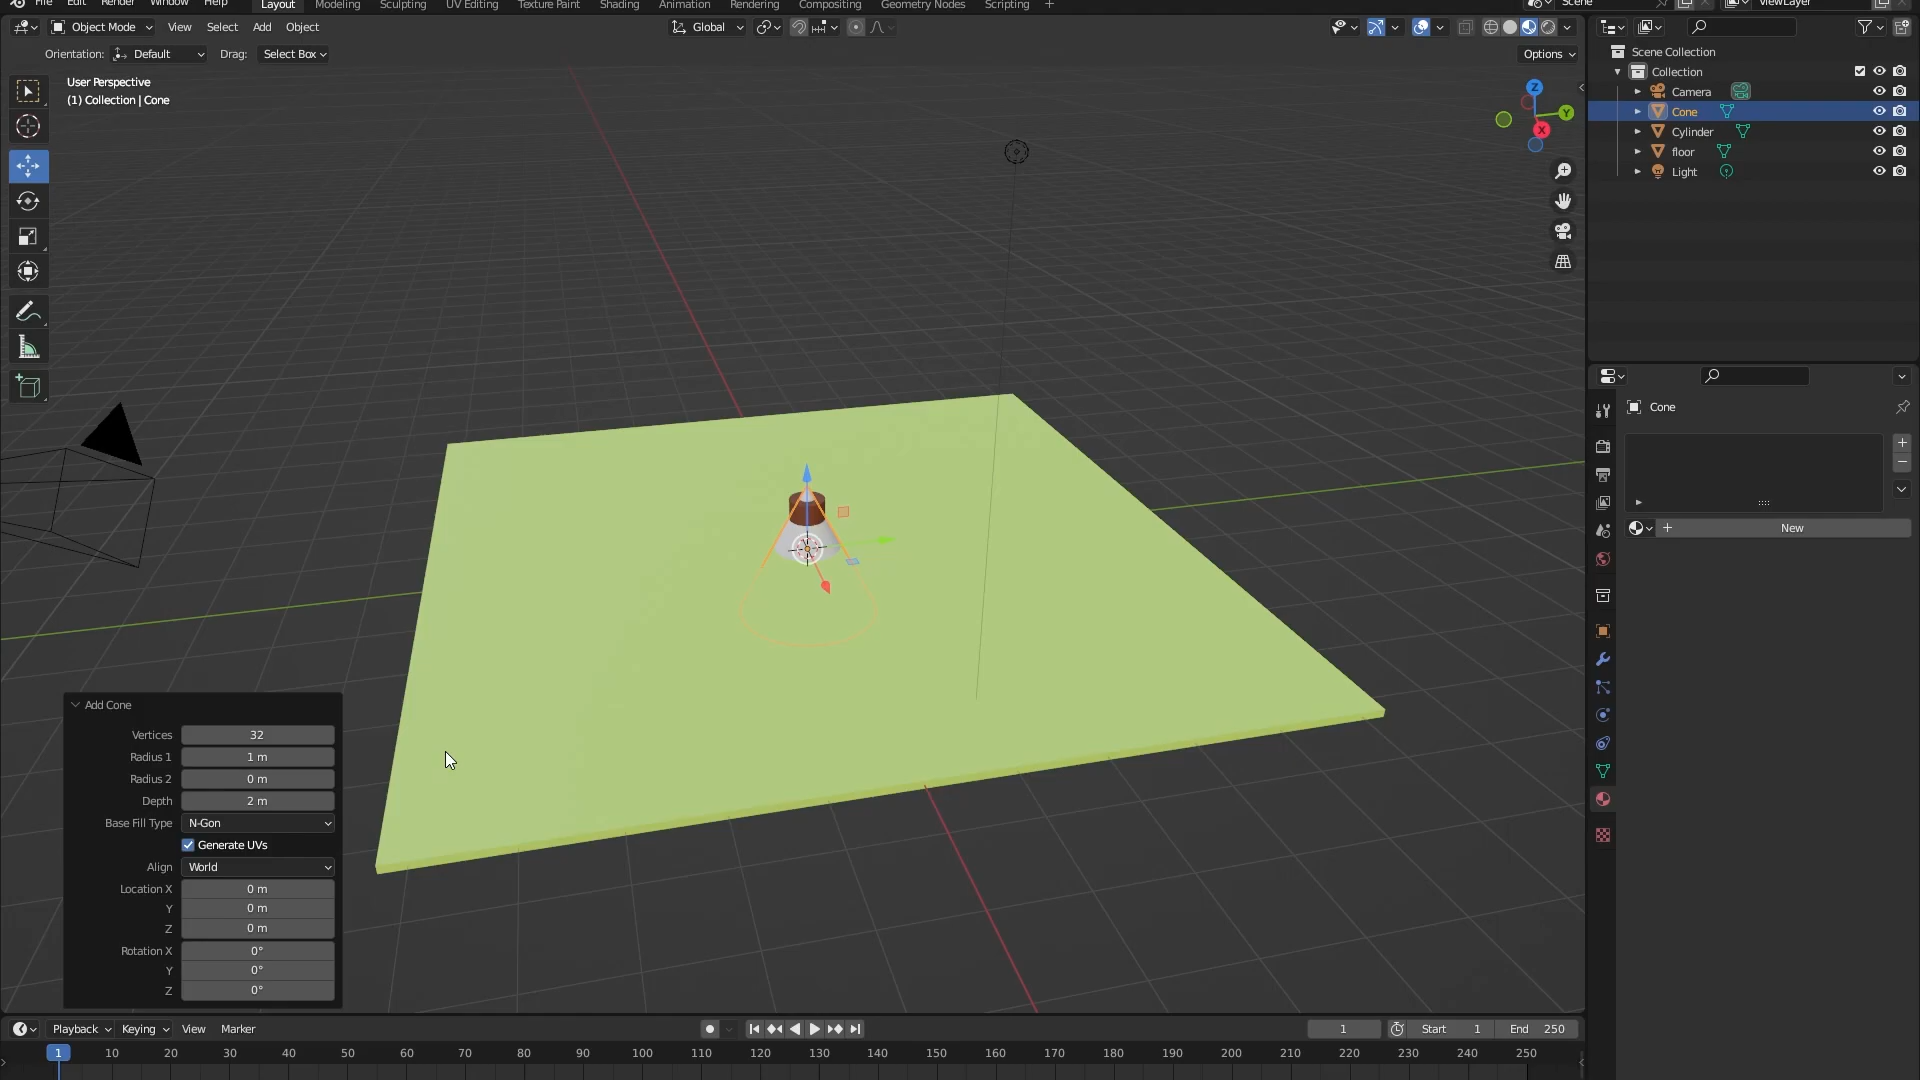 File Edit Render Window Help Layout Modeling Sculpting UV Editing Texture Paint Shading Animation Rendering Compositing Geometry Nodes Scripting + Scene ViewLayer
Object Mode View Select Add Object Global
Orientation: Default Drag: Select Box Options
User Perspective
(1) Collection | Cone
Z
Y
X
Scene Collection
Collection
Camera
Cone
Cylinder
floor
Light
Cone
New
Add Cone
Vertices 32
Radius 1 1 m
Radius 2 0 m
Depth 2 m
Base Fill Type N-Gon
Generate UVs
Align World
Location X 0 m
Y 0 m
Z 0 m
Rotation X 0°
Y 0°
Z 0°
Playback Keying View Marker 1 Start 1 End 250
1 10 20 30 40 50 60 70 80 90 100 110 120 130 140 150 160 170 180 190 200 210 220 230 240 250